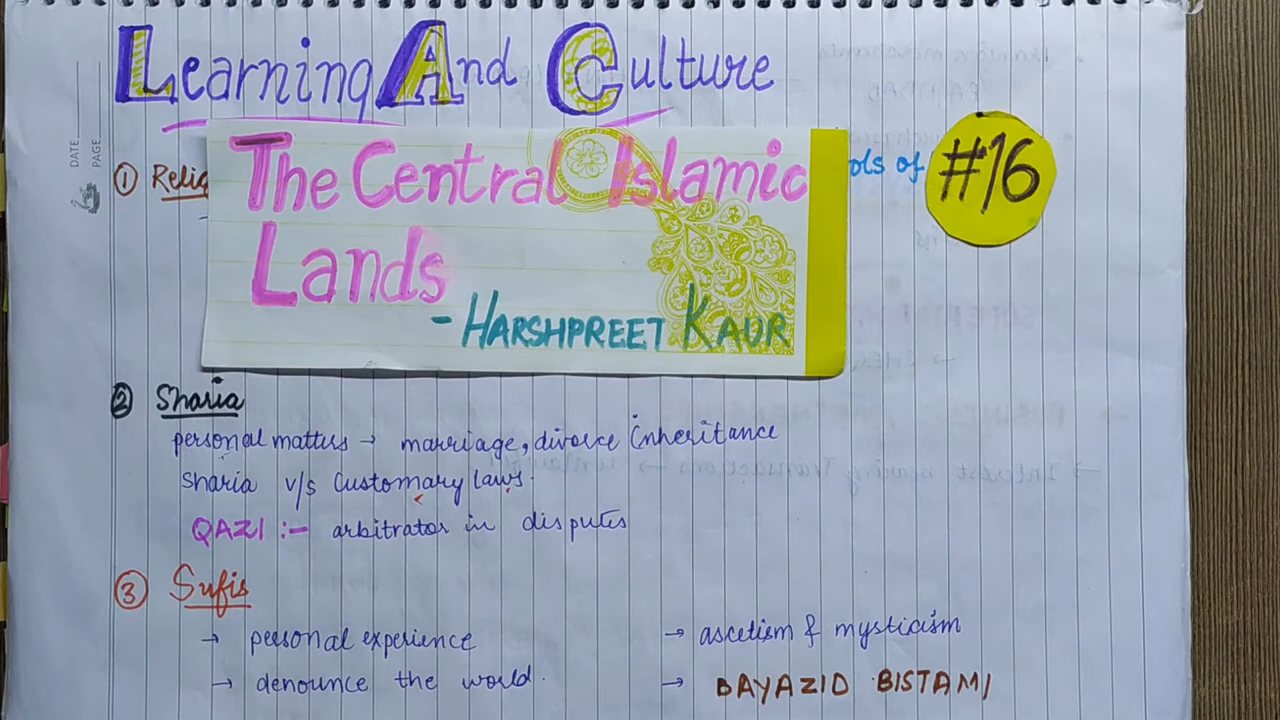 Learning And Culture
DATE
PAGE
The Central Islamic
Lands
- HARSHPREET KAUR
#16
① Relig
ols of
② Sharia
personal matters → marriage, divorce inheritance
Sharia v/s Customary laws.
QAZI :- arbitrator in disputes
③ Sufis
→ personal experience → ascetism & mysticism
→ denounce the world. → BAYAZID BISTAMI